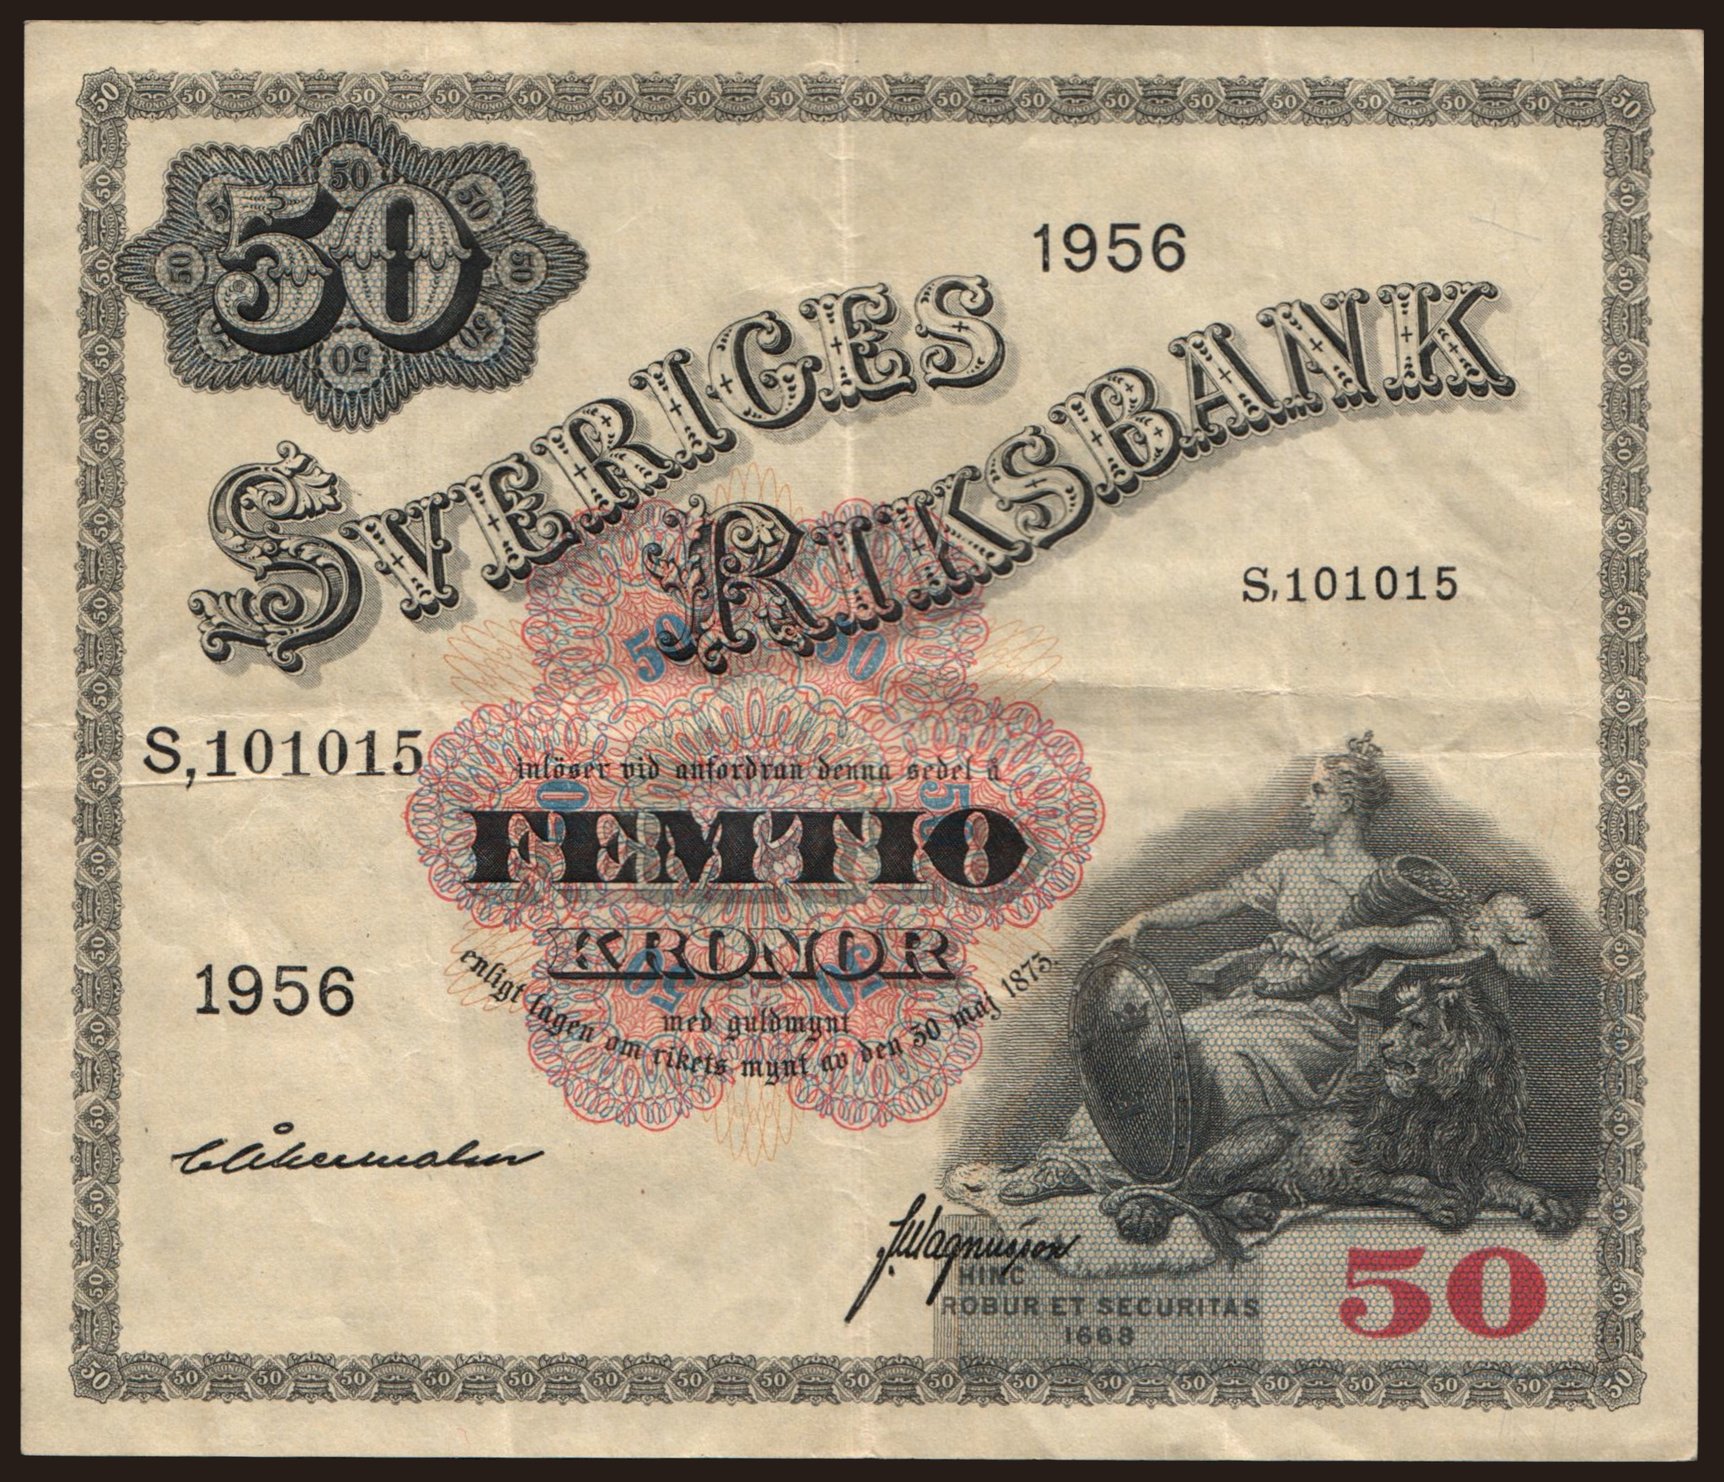 50
1956
SVERIGES
RIKSBANK
S,101015
S,101015
inlöser vid anfordran denna sedel å
FEMTIO
KRONOR
med guldmynt
enligt lagen om rikets mynt av den 30 maj 1873.
1956
HINC
ROBUR ET SECURITAS
1668
50